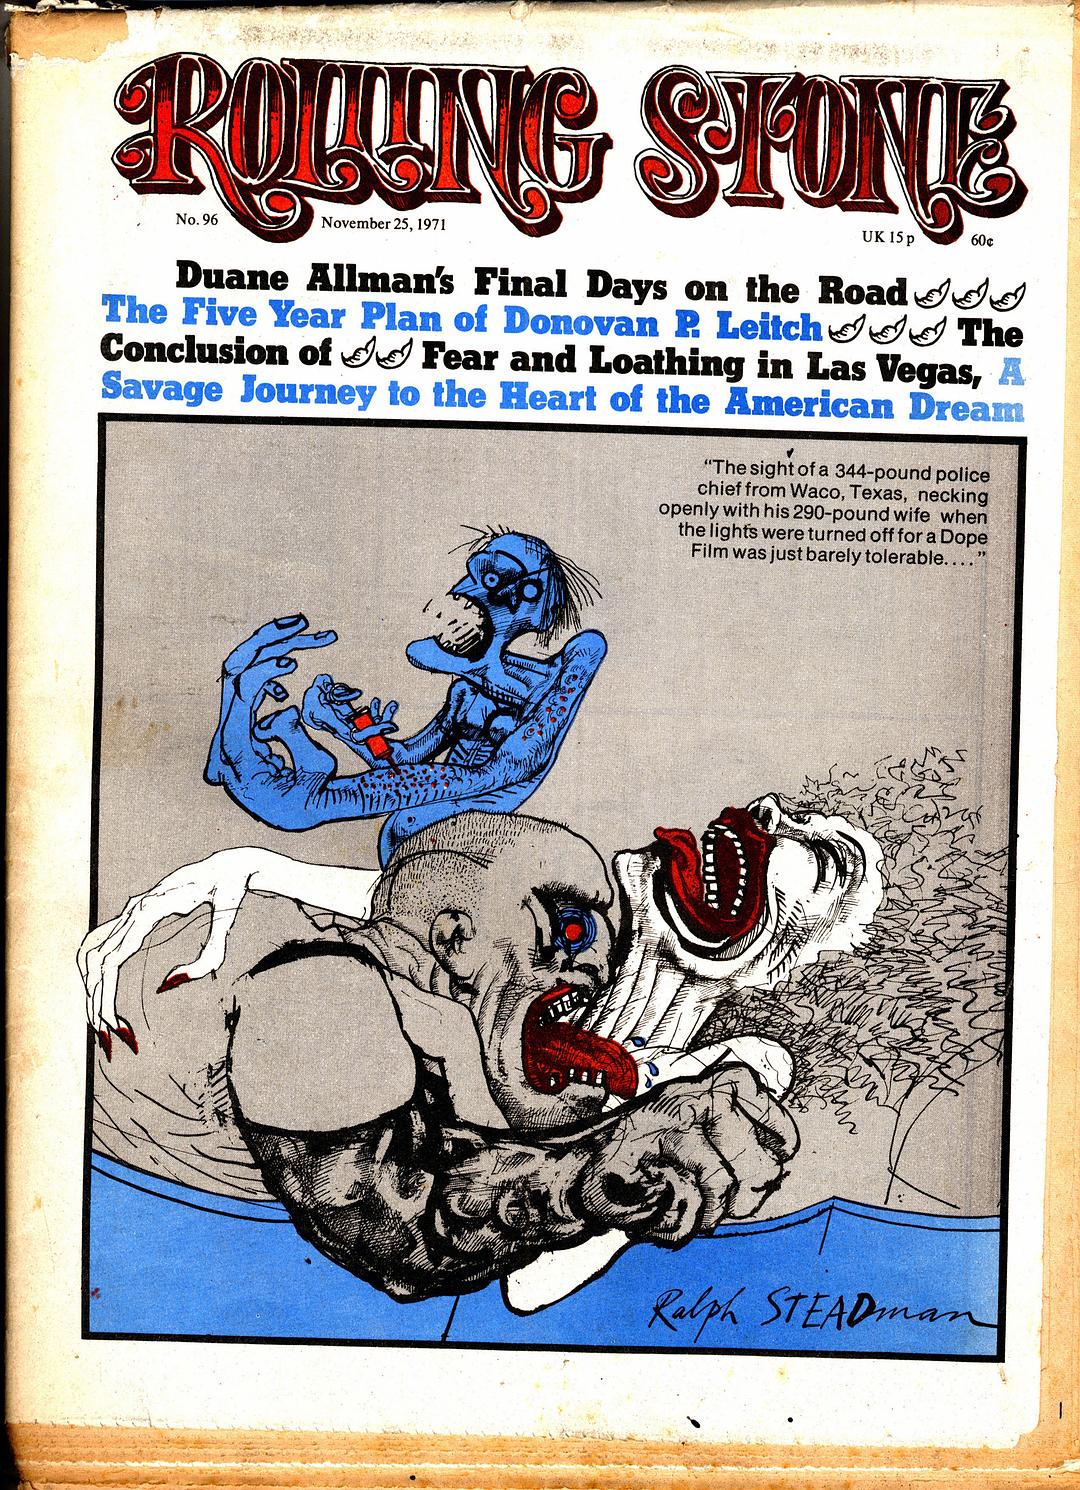 ROLLING STONE
No. 96 November 25, 1971 UK 15p 60¢
Duane Allman's Final Days on the Road
The Five Year Plan of Donovan P. Leitch The
Conclusion of Fear and Loathing in Las Vegas, A
Savage Journey to the Heart of the American Dream
“The sight of a 344-pound police
chief from Waco, Texas, necking
openly with his 290-pound wife when
the lights were turned off for a Dope
Film was just barely tolerable....”
Ralph STEADman